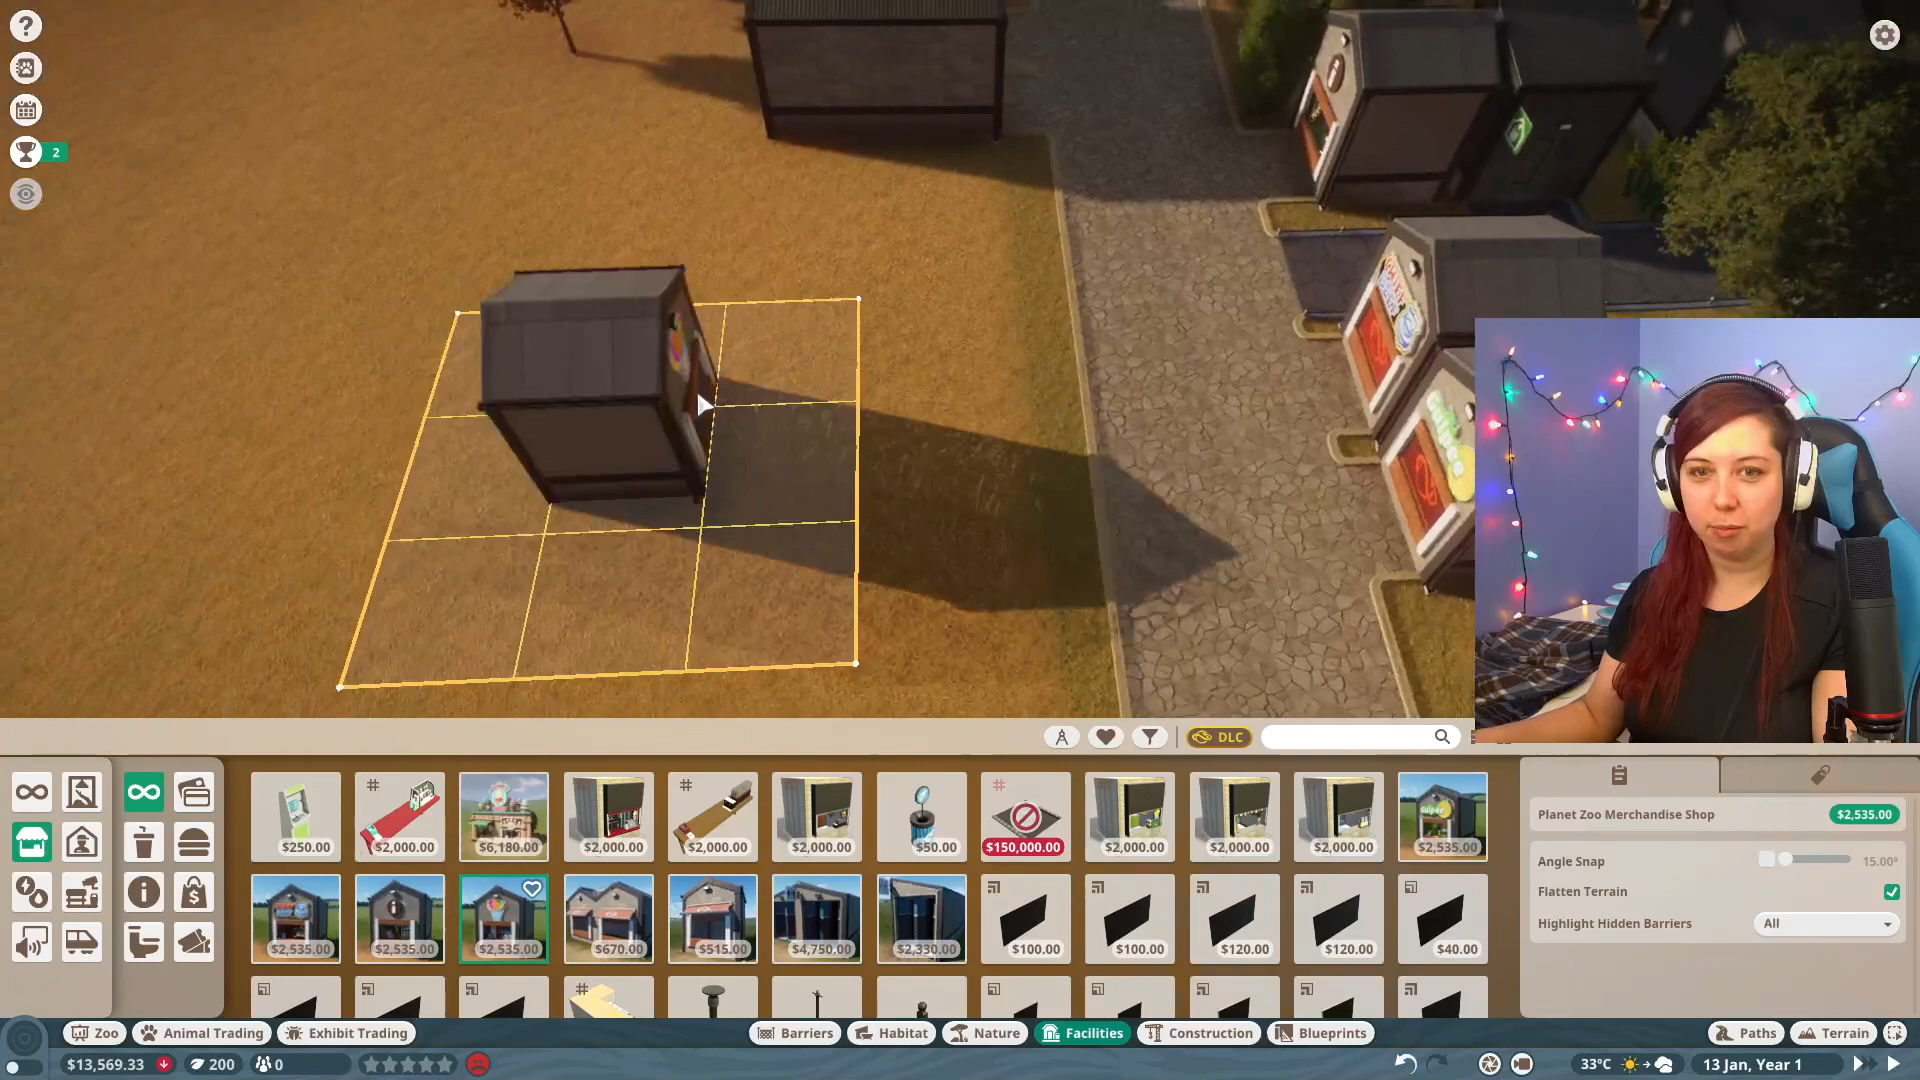 ?
2
Gulpee
DLC
$250.00
$2,000.00
$6,180.00
$2,000.00
$2,000.00
$2,000.00
$50.00
$150,000.00
$2,000.00
$2,000.00
$2,000.00
$2,535.00
$2,535.00
$2,535.00
$2,535.00
$670.00
$515.00
$4,750.00
$2,330.00
$100.00
$100.00
$120.00
$120.00
$40.00
Planet Zoo Merchandise Shop
$2,535.00
Angle Snap
15.00°
Flatten Terrain
Highlight Hidden Barriers
All
Zoo
Animal Trading
Exhibit Trading
Barriers
Habitat
Nature
Facilities
Construction
Blueprints
Paths
Terrain
$13,569.33
200
0
33°C
13 Jan, Year 1